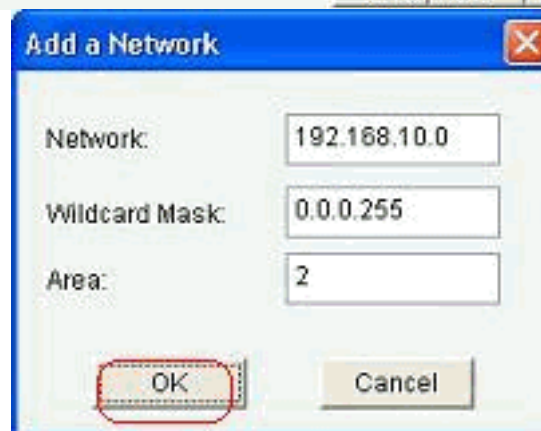 Add a Network
Network: 192.168.10.0
Wildcard Mask: 0.0.0.255
Area: 2
OK Cancel